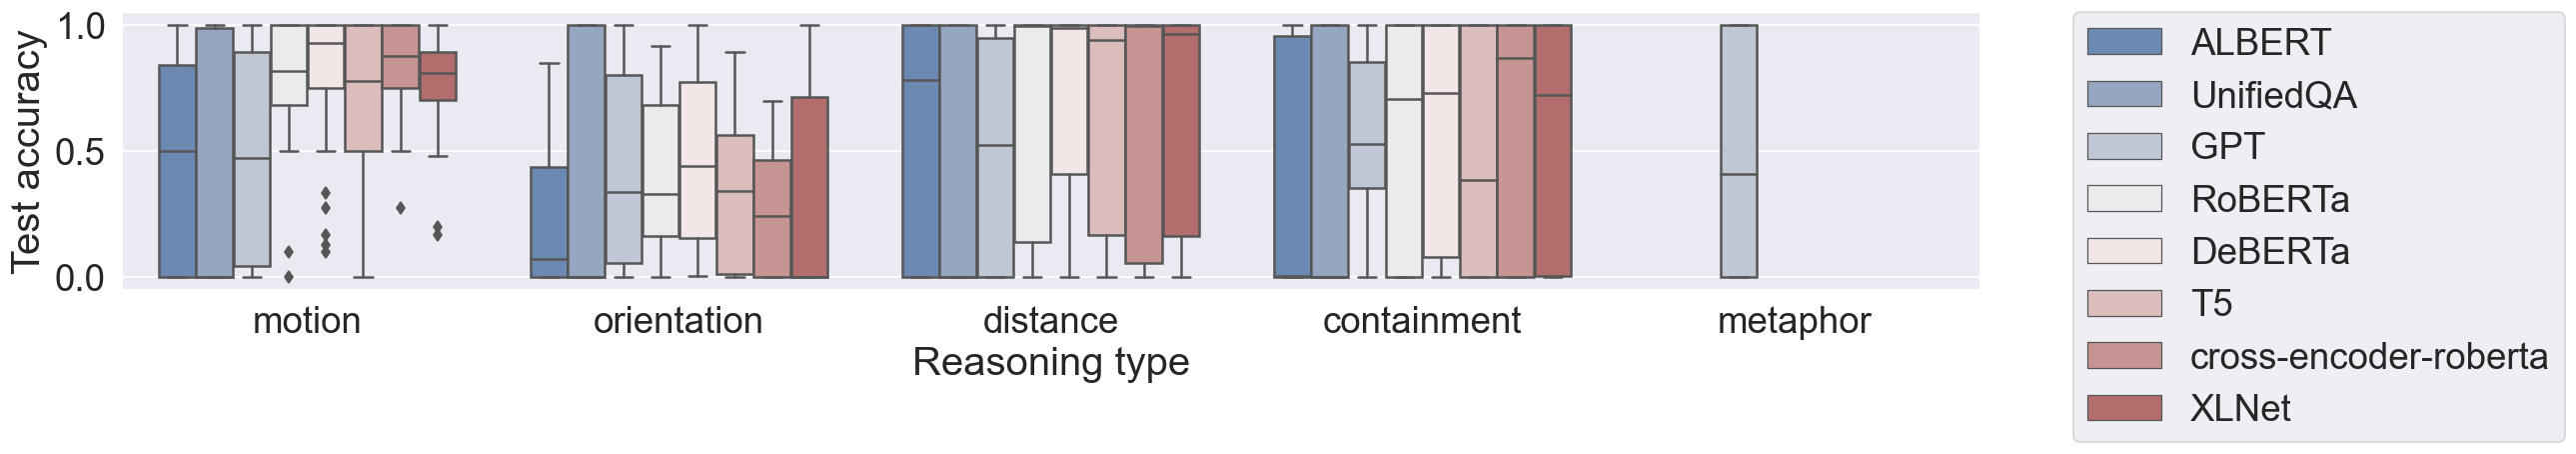 Test accuracy
1.0
0.5
0.0
motion
orientation
distance
containment
metaphor
Reasoning type
ALBERT
UnifiedQA
GPT
RoBERTa
DeBERTa
T5
cross-encoder-roberta
XLNet